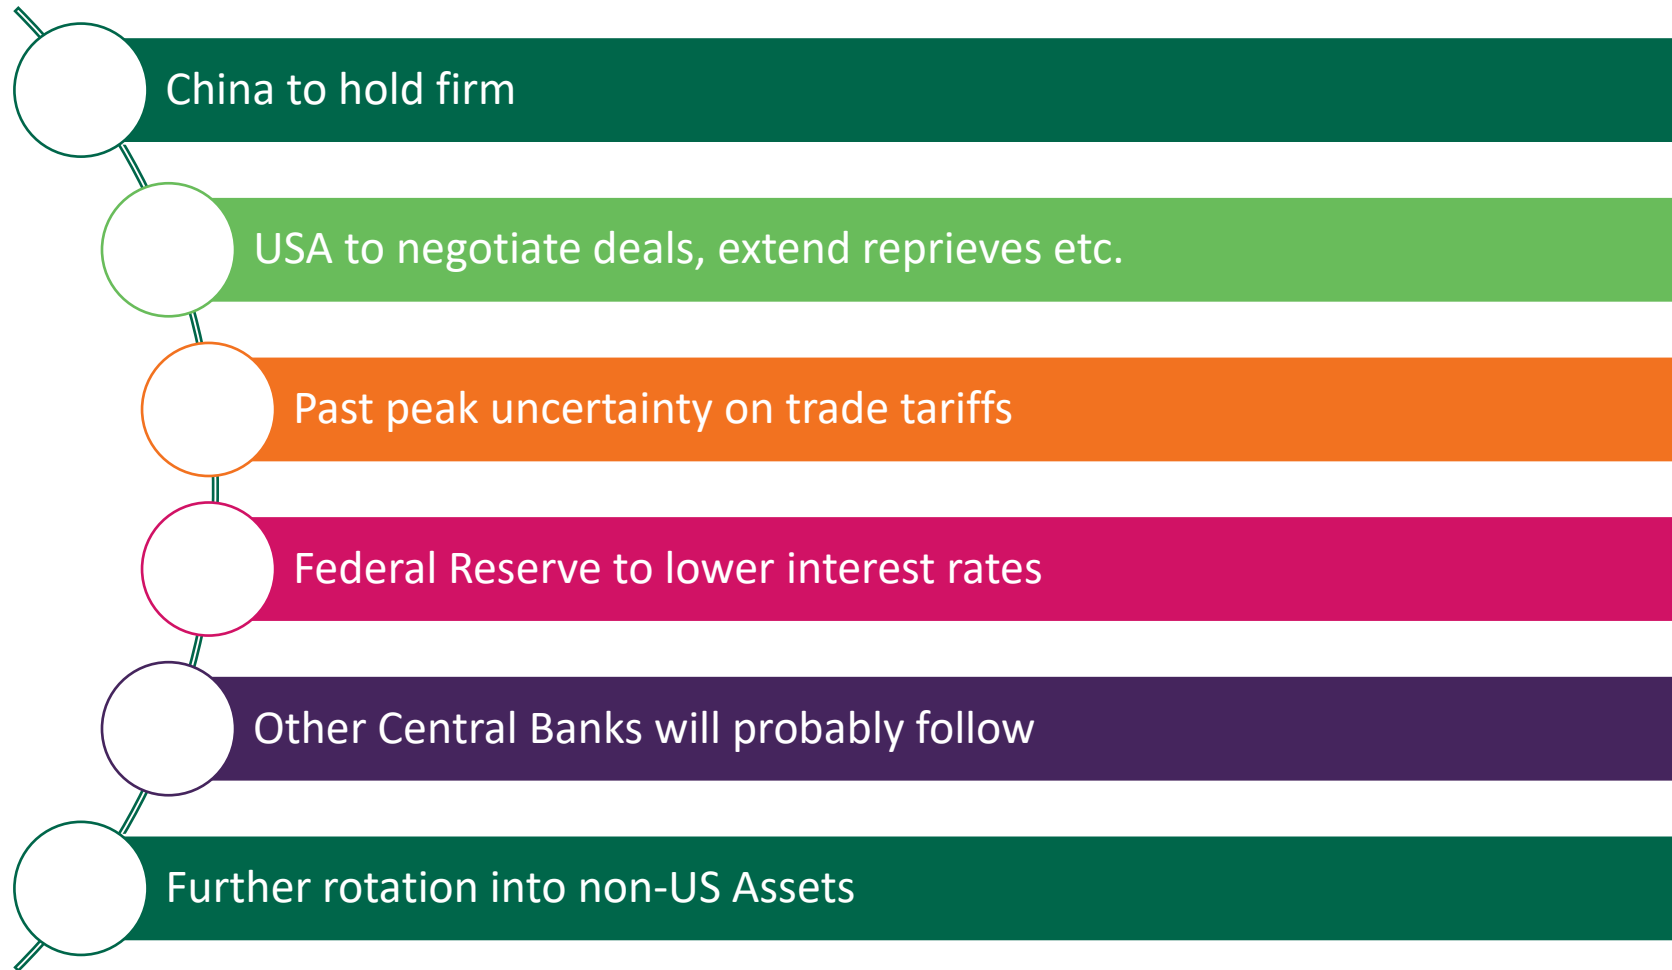 China to hold firm
USA to negotiate deals, extend reprieves etc.
Past peak uncertainty on trade tariffs
Federal Reserve to lower interest rates
Other Central Banks will probably follow
Further rotation into non-US Assets